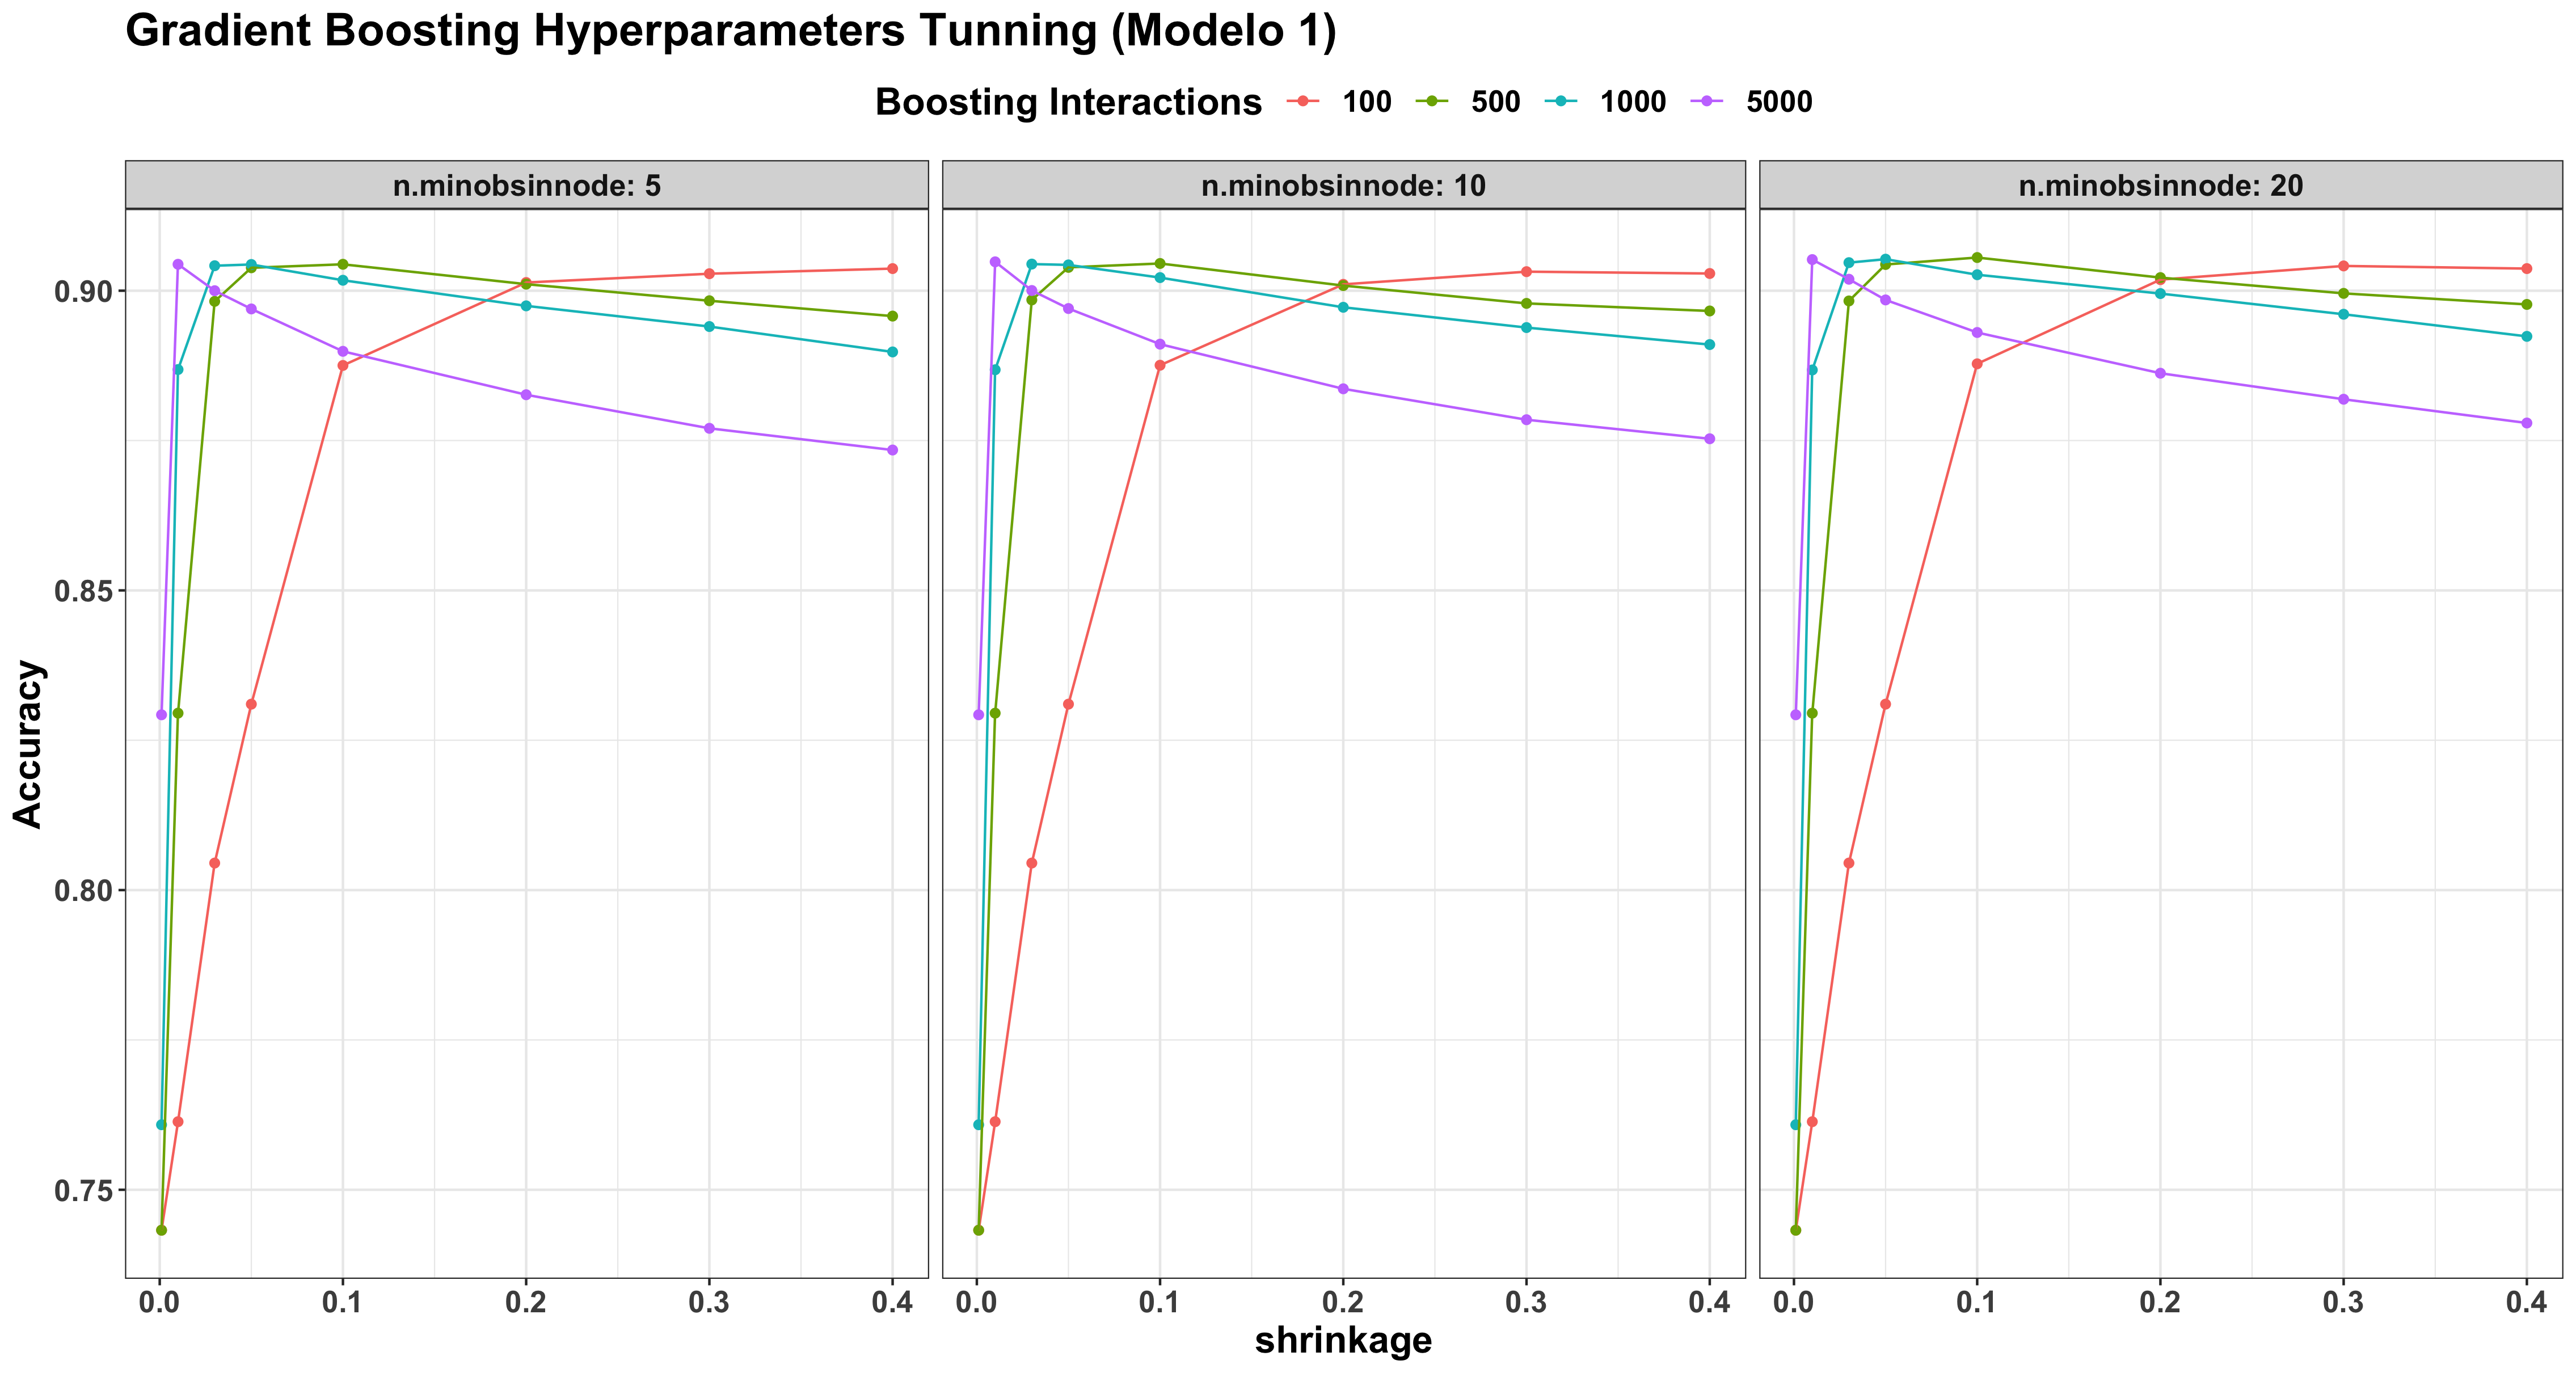 Gradient Boosting Hyperparameters Tunning (Modelo 1)
Boosting Interactions 100 500 1000 5000
n.minobsinnode: 5 n.minobsinnode: 10 n.minobsinnode: 20
0.90
0.85
0.80
0.75
Accuracy
0.0 0.1 0.2 0.3 0.4 0.0 0.1 0.2 0.3 0.4 0.0 0.1 0.2 0.3 0.4
shrinkage